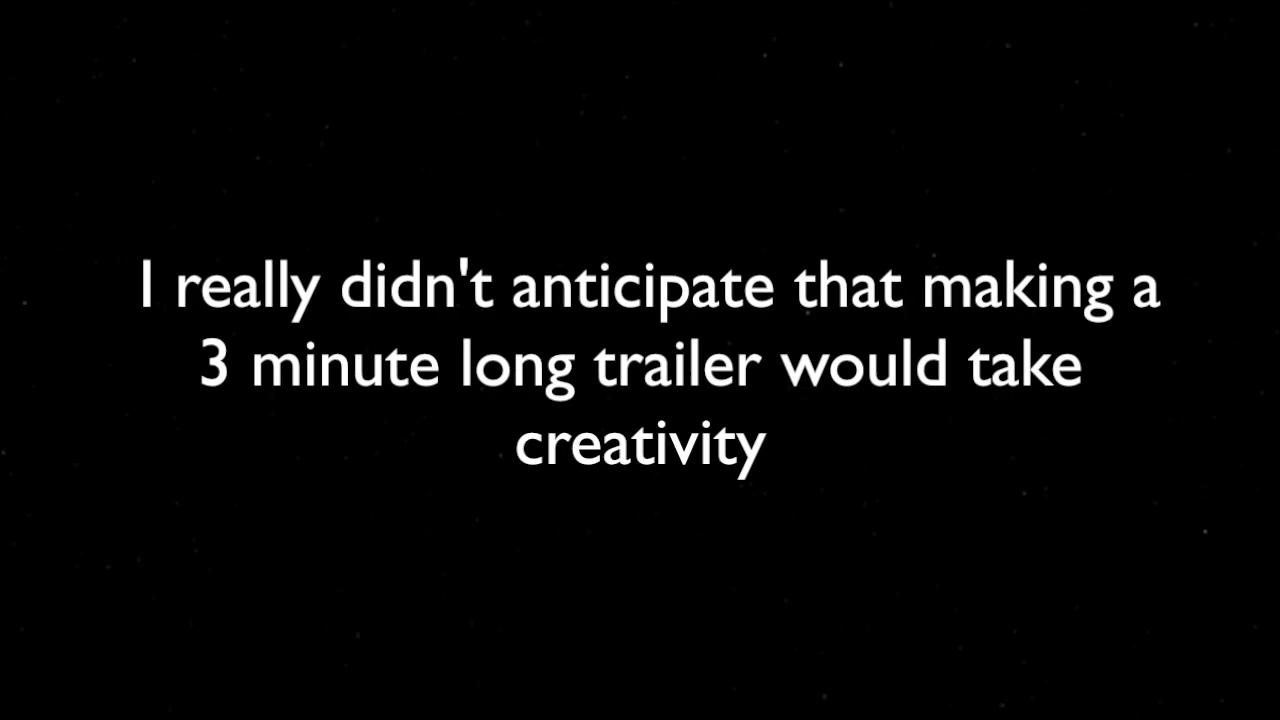 I really didn't anticipate that making a
3 minute long trailer would take
creativity